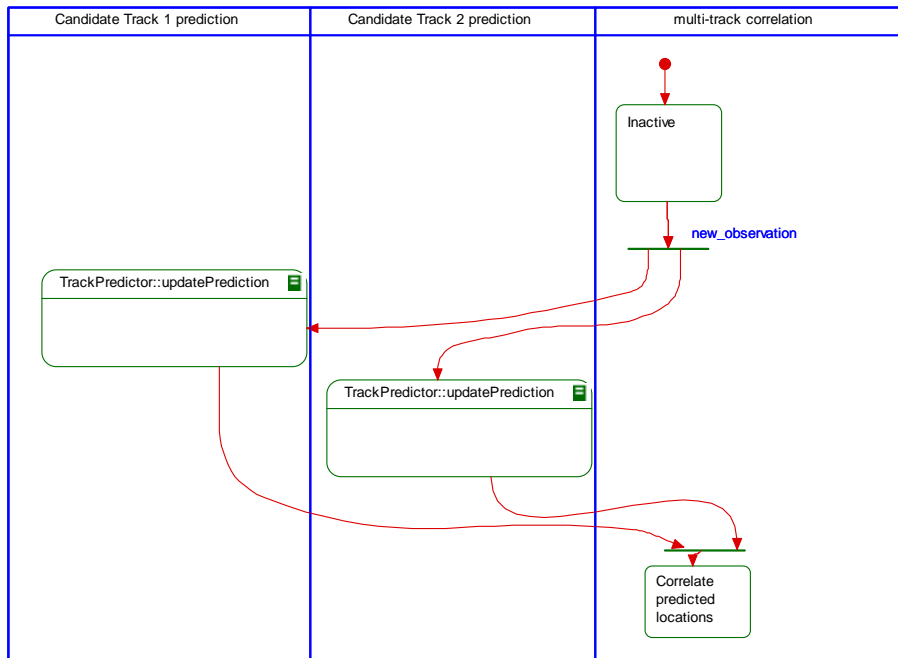 Candidate Track 1 prediction
Candidate Track 2 prediction
multi-track correlation
Inactive
new_observation
TrackPredictor::updatePrediction
TrackPredictor::updatePrediction
Correlate
predicted
locations